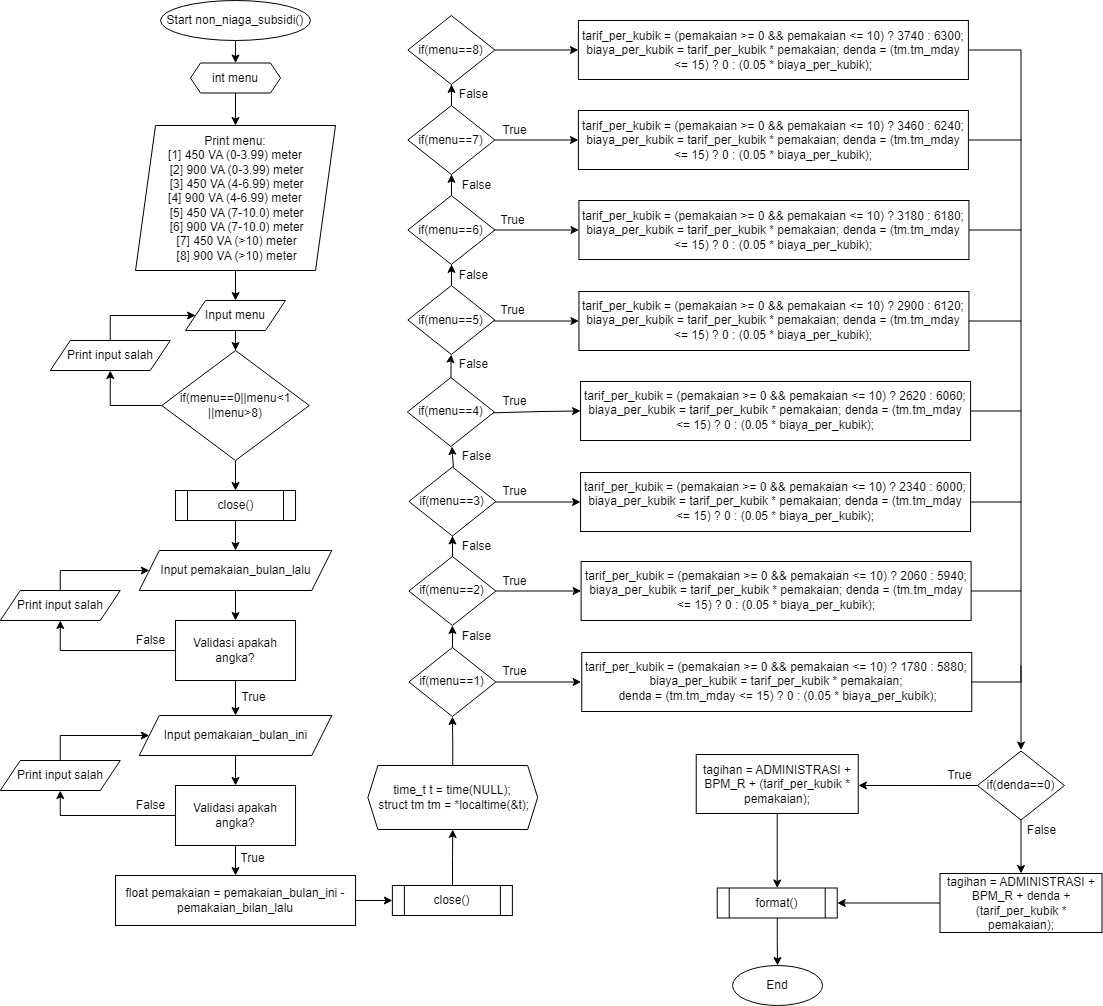 Start non_niaga_subsidi()
int menu
Print menu:
[1] 450 VA (0-3.99) meter
[2] 900 VA (0-3.99) meter
[3] 450 VA (4-6.99) meter
[4] 900 VA (4-6.99) meter
[5] 450 VA (7-10.0) meter
[6] 900 VA (7-10.0) meter
[7] 450 VA (>10) meter
[8] 900 VA (>10) meter
Input menu
Print input salah
if(menu==0||menu<1
||menu>8)
close()
Input pemakaian_bulan_lalu
Print input salah
False
Validasi apakah
angka?
True
Input pemakaian_bulan_ini
Print input salah
False
Validasi apakah
angka?
True
float pemakaian = pemakaian_bulan_ini -
pemakaian_bilan_lalu
close()
time_t t = time(NULL);
struct tm tm = *localtime(&t);
if(menu==1)
True
tarif_per_kubik = (pemakaian >= 0 && pemakaian <= 10) ? 1780 : 5880;
biaya_per_kubik = tarif_per_kubik * pemakaian;
denda = (tm.tm_mday <= 15) ? 0 : (0.05 * biaya_per_kubik);
False
if(menu==2)
True
tarif_per_kubik = (pemakaian >= 0 && pemakaian <= 10) ? 2060 : 5940;
biaya_per_kubik = tarif_per_kubik * pemakaian; denda = (tm.tm_mday
<= 15) ? 0 : (0.05 * biaya_per_kubik);
False
if(menu==3)
True
tarif_per_kubik = (pemakaian >= 0 && pemakaian <= 10) ? 2340 : 6000;
biaya_per_kubik = tarif_per_kubik * pemakaian; denda = (tm.tm_mday
<= 15) ? 0 : (0.05 * biaya_per_kubik);
False
if(menu==4)
True
tarif_per_kubik = (pemakaian >= 0 && pemakaian <= 10) ? 2620 : 6060;
biaya_per_kubik = tarif_per_kubik * pemakaian; denda = (tm.tm_mday
<= 15) ? 0 : (0.05 * biaya_per_kubik);
False
if(menu==5)
True
tarif_per_kubik = (pemakaian >= 0 && pemakaian <= 10) ? 2900 : 6120;
biaya_per_kubik = tarif_per_kubik * pemakaian; denda = (tm.tm_mday
<= 15) ? 0 : (0.05 * biaya_per_kubik);
False
if(menu==6)
True
tarif_per_kubik = (pemakaian >= 0 && pemakaian <= 10) ? 3180 : 6180;
biaya_per_kubik = tarif_per_kubik * pemakaian; denda = (tm.tm_mday
<= 15) ? 0 : (0.05 * biaya_per_kubik);
False
if(menu==7)
True
tarif_per_kubik = (pemakaian >= 0 && pemakaian <= 10) ? 3460 : 6240;
biaya_per_kubik = tarif_per_kubik * pemakaian; denda = (tm.tm_mday
<= 15) ? 0 : (0.05 * biaya_per_kubik);
False
if(menu==8)
tarif_per_kubik = (pemakaian >= 0 && pemakaian <= 10) ? 3740 : 6300;
biaya_per_kubik = tarif_per_kubik * pemakaian; denda = (tm.tm_mday
<= 15) ? 0 : (0.05 * biaya_per_kubik);
if(denda==0)
True
tagihan = ADMINISTRASI +
BPM_R + (tarif_per_kubik *
pemakaian);
False
tagihan = ADMINISTRASI +
BPM_R + denda +
(tarif_per_kubik *
pemakaian);
format()
End